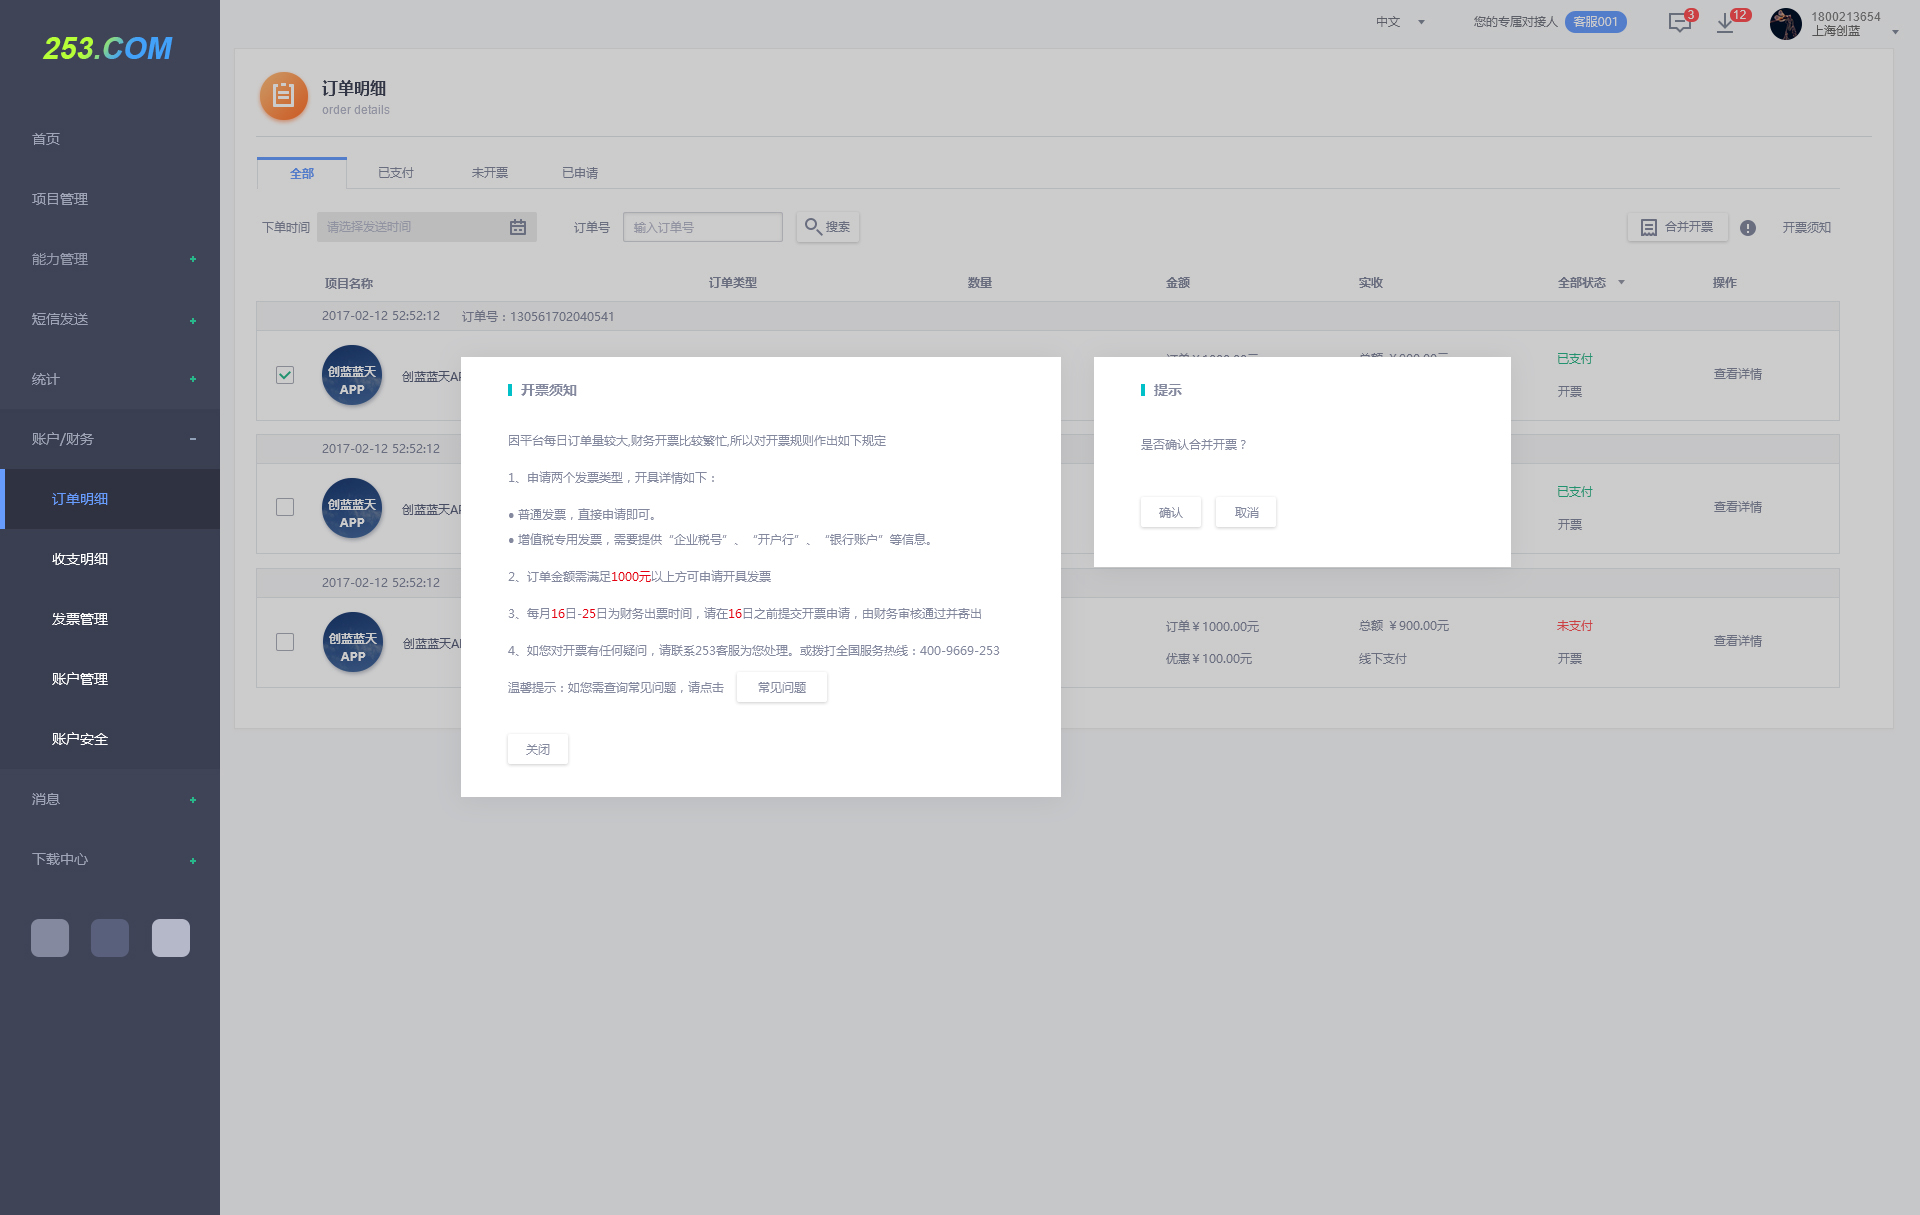 253.COM
中文
您的专属对接人
客服001
3
12
1800213654
上海创蓝
首页
项目管理
能力管理 +
短信发送 +
统计 +
账户/财务 -
订单明细
收支明细
发票管理
账户管理
账户安全
消息 +
下载中心 +
订单明细
order details
全部 已支付 未开票 已申请
下单时间 请选择发送时间 订单号 输入订单号 搜索 合并开票 开票须知
项目名称 订单类型 数量 金额 实收 全部状态 操作
2017-02-12 52:52:12 订单号：130561702040541
创蓝蓝天
APP
创蓝蓝天AP
订单￥1000.00元 总额 ￥900.00元 已支付
开票
查看详情
2017-02-12 52:52:12
创蓝蓝天
APP
创蓝蓝天AP
已支付
开票
查看详情
2017-02-12 52:52:12
创蓝蓝天
APP
创蓝蓝天AP
订单￥1000.00元 总额 ￥900.00元 未支付
优惠￥100.00元 线下支付 开票
查看详情
开票须知
因平台每日订单量较大,财务开票比较繁忙,所以对开票规则作出如下规定
1、申请两个发票类型，开具详情如下：
● 普通发票，直接申请即可。
● 增值税专用发票，需要提供“企业税号”、“开户行”、“银行账户”等信息。
2、订单金额需满足1000元以上方可申请开具发票
3、每月16日-25日为财务出票时间，请在16日之前提交开票申请，由财务审核通过并寄出
4、如您对开票有任何疑问，请联系253客服为您处理。或拨打全国服务热线：400-9669-253
温馨提示：如您需查询常见问题，请点击 常见问题
关闭
提示
是否确认合并开票？
确认 取消